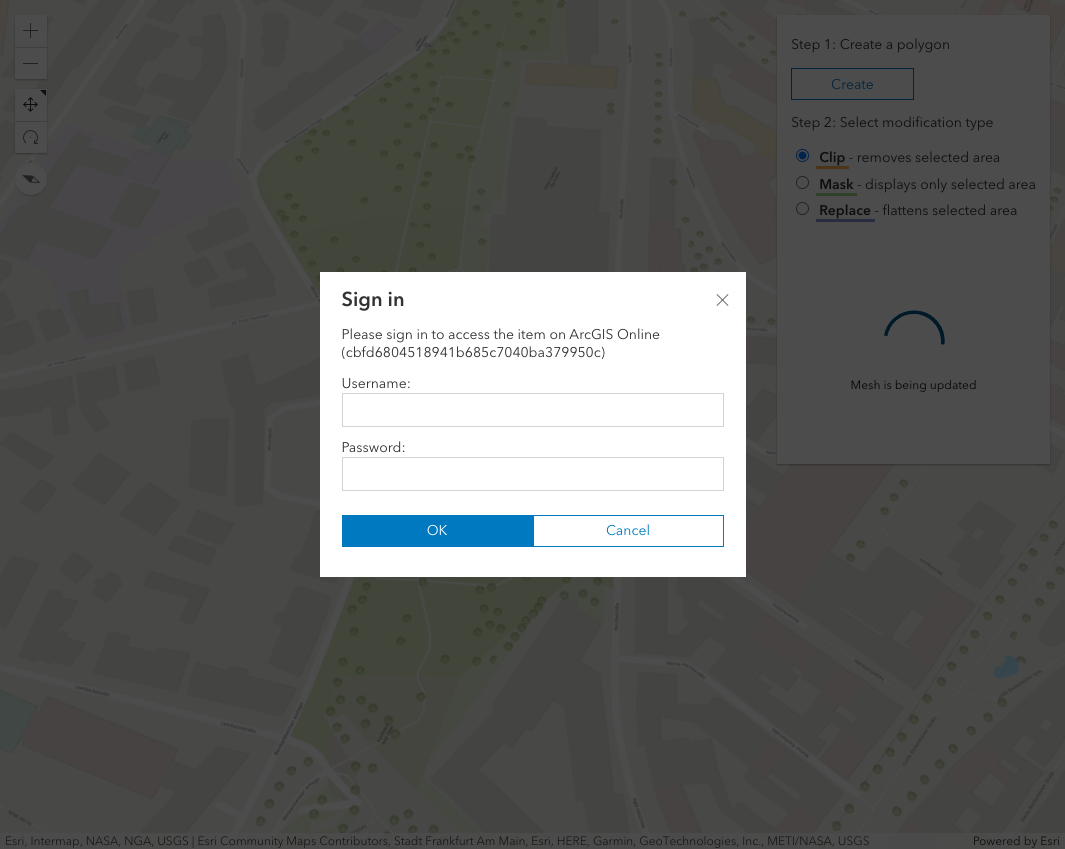 Step 1: Create a polygon
Create
Step 2: Select modification type
Clip - removes selected area
Mask - displays only selected area
Replace - flattens selected area
Sign in
Please sign in to access the item on ArcGIS Online
(cbfd6804518941b685c7040ba379950c)
Username:
Password:
OK
Cancel
Mesh is being updated
Esri, Intermap, NASA, NGA, USGS | Esri Community Maps Contributors, Stadt Frankfurt Am Main, Esri, HERE, Garmin, GeoTechnologies, Inc., METI/NASA, USGS
Powered by Esri